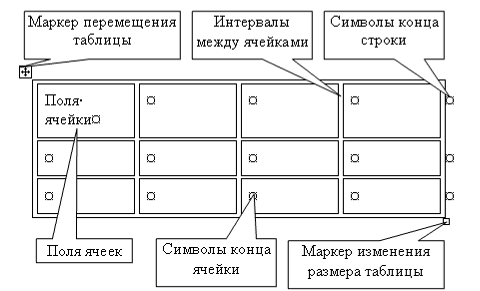 Маркер перемещения
таблицы
Интервалы
между ячейками
Символы конца
строки
Поля·
ячейки¤
¤ ¤ ¤ ¤
¤ ¤ ¤ ¤ ¤
¤ ¤ ¤ ¤ ¤
Поля ячеек
Символы конца
ячейки
Маркер изменения
размера таблицы